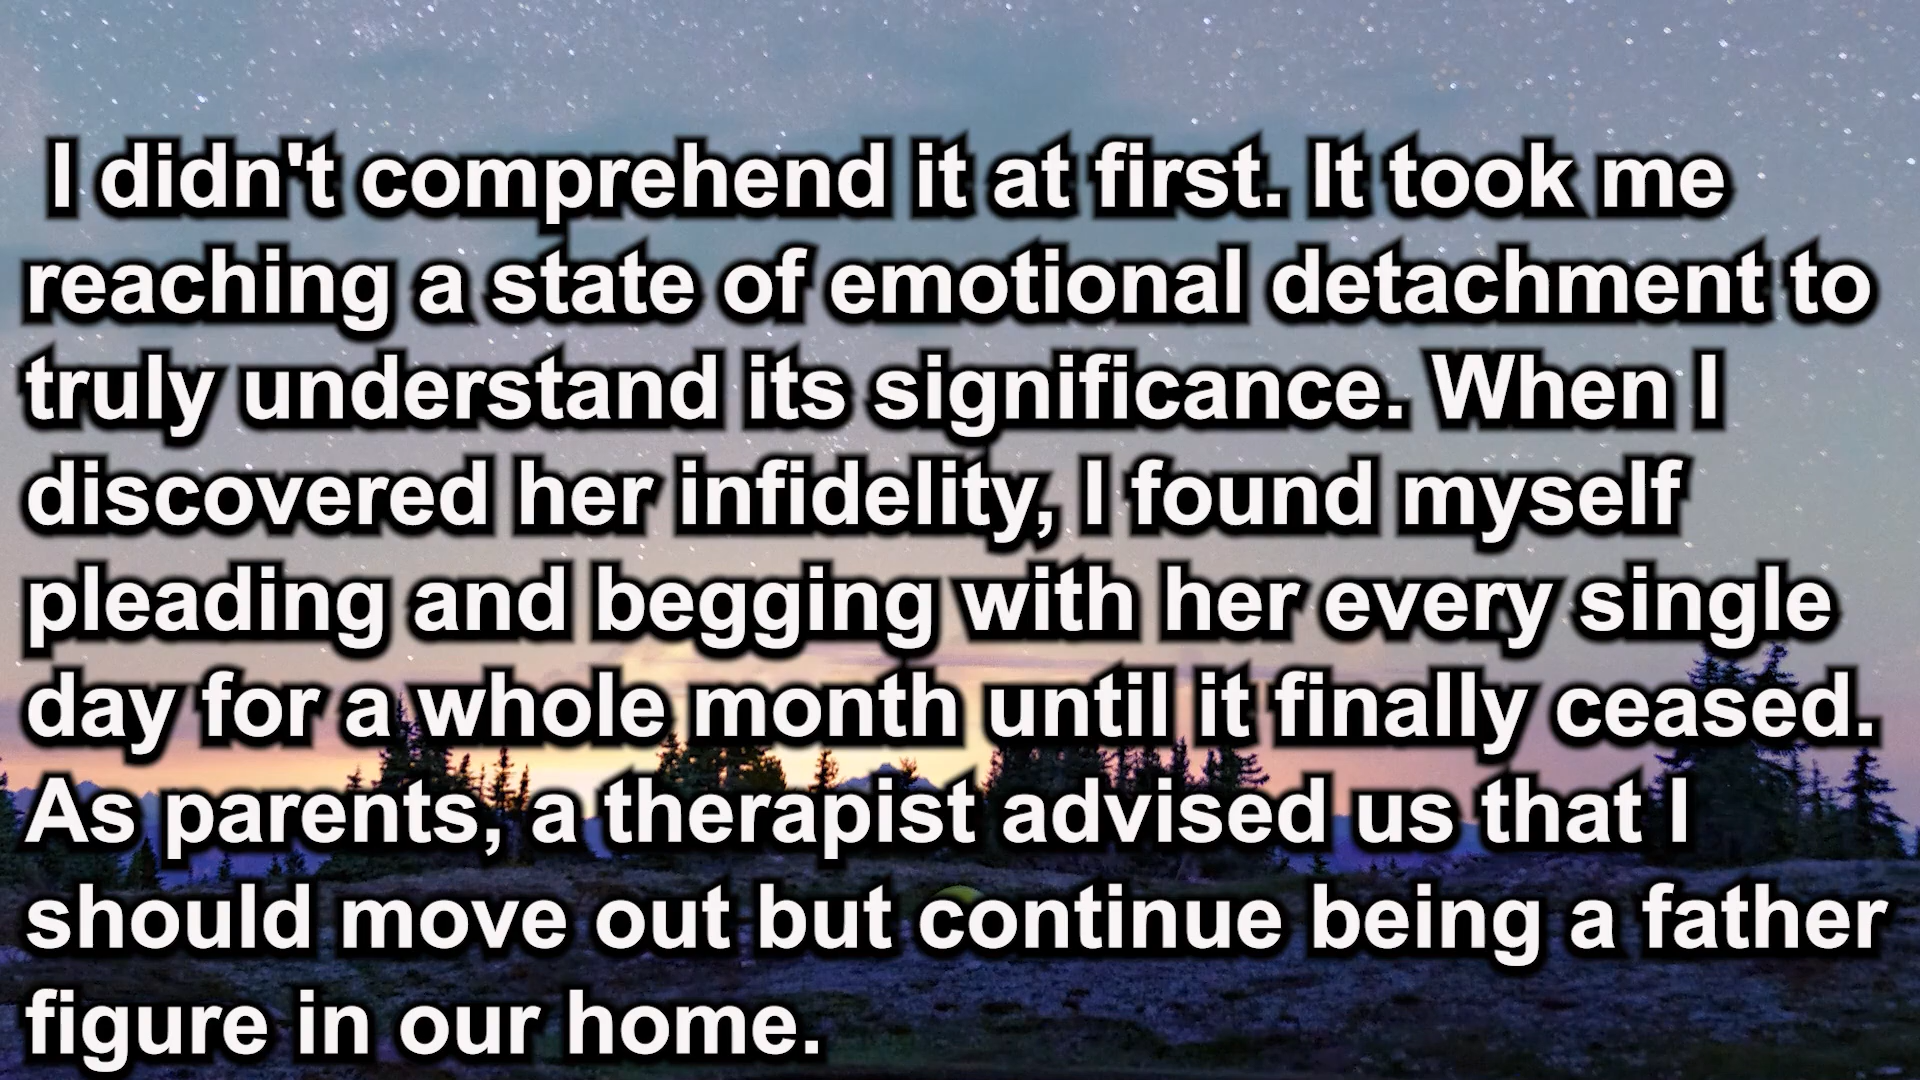 I didn't comprehend it at first. It took me
reaching a state of emotional detachment to
truly understand its significance. When I
discovered her infidelity, I found myself
pleading and begging with her every single
day for a whole month until it finally ceased.
As parents, a therapist advised us that I
should move out but continue being a father
figure in our home.